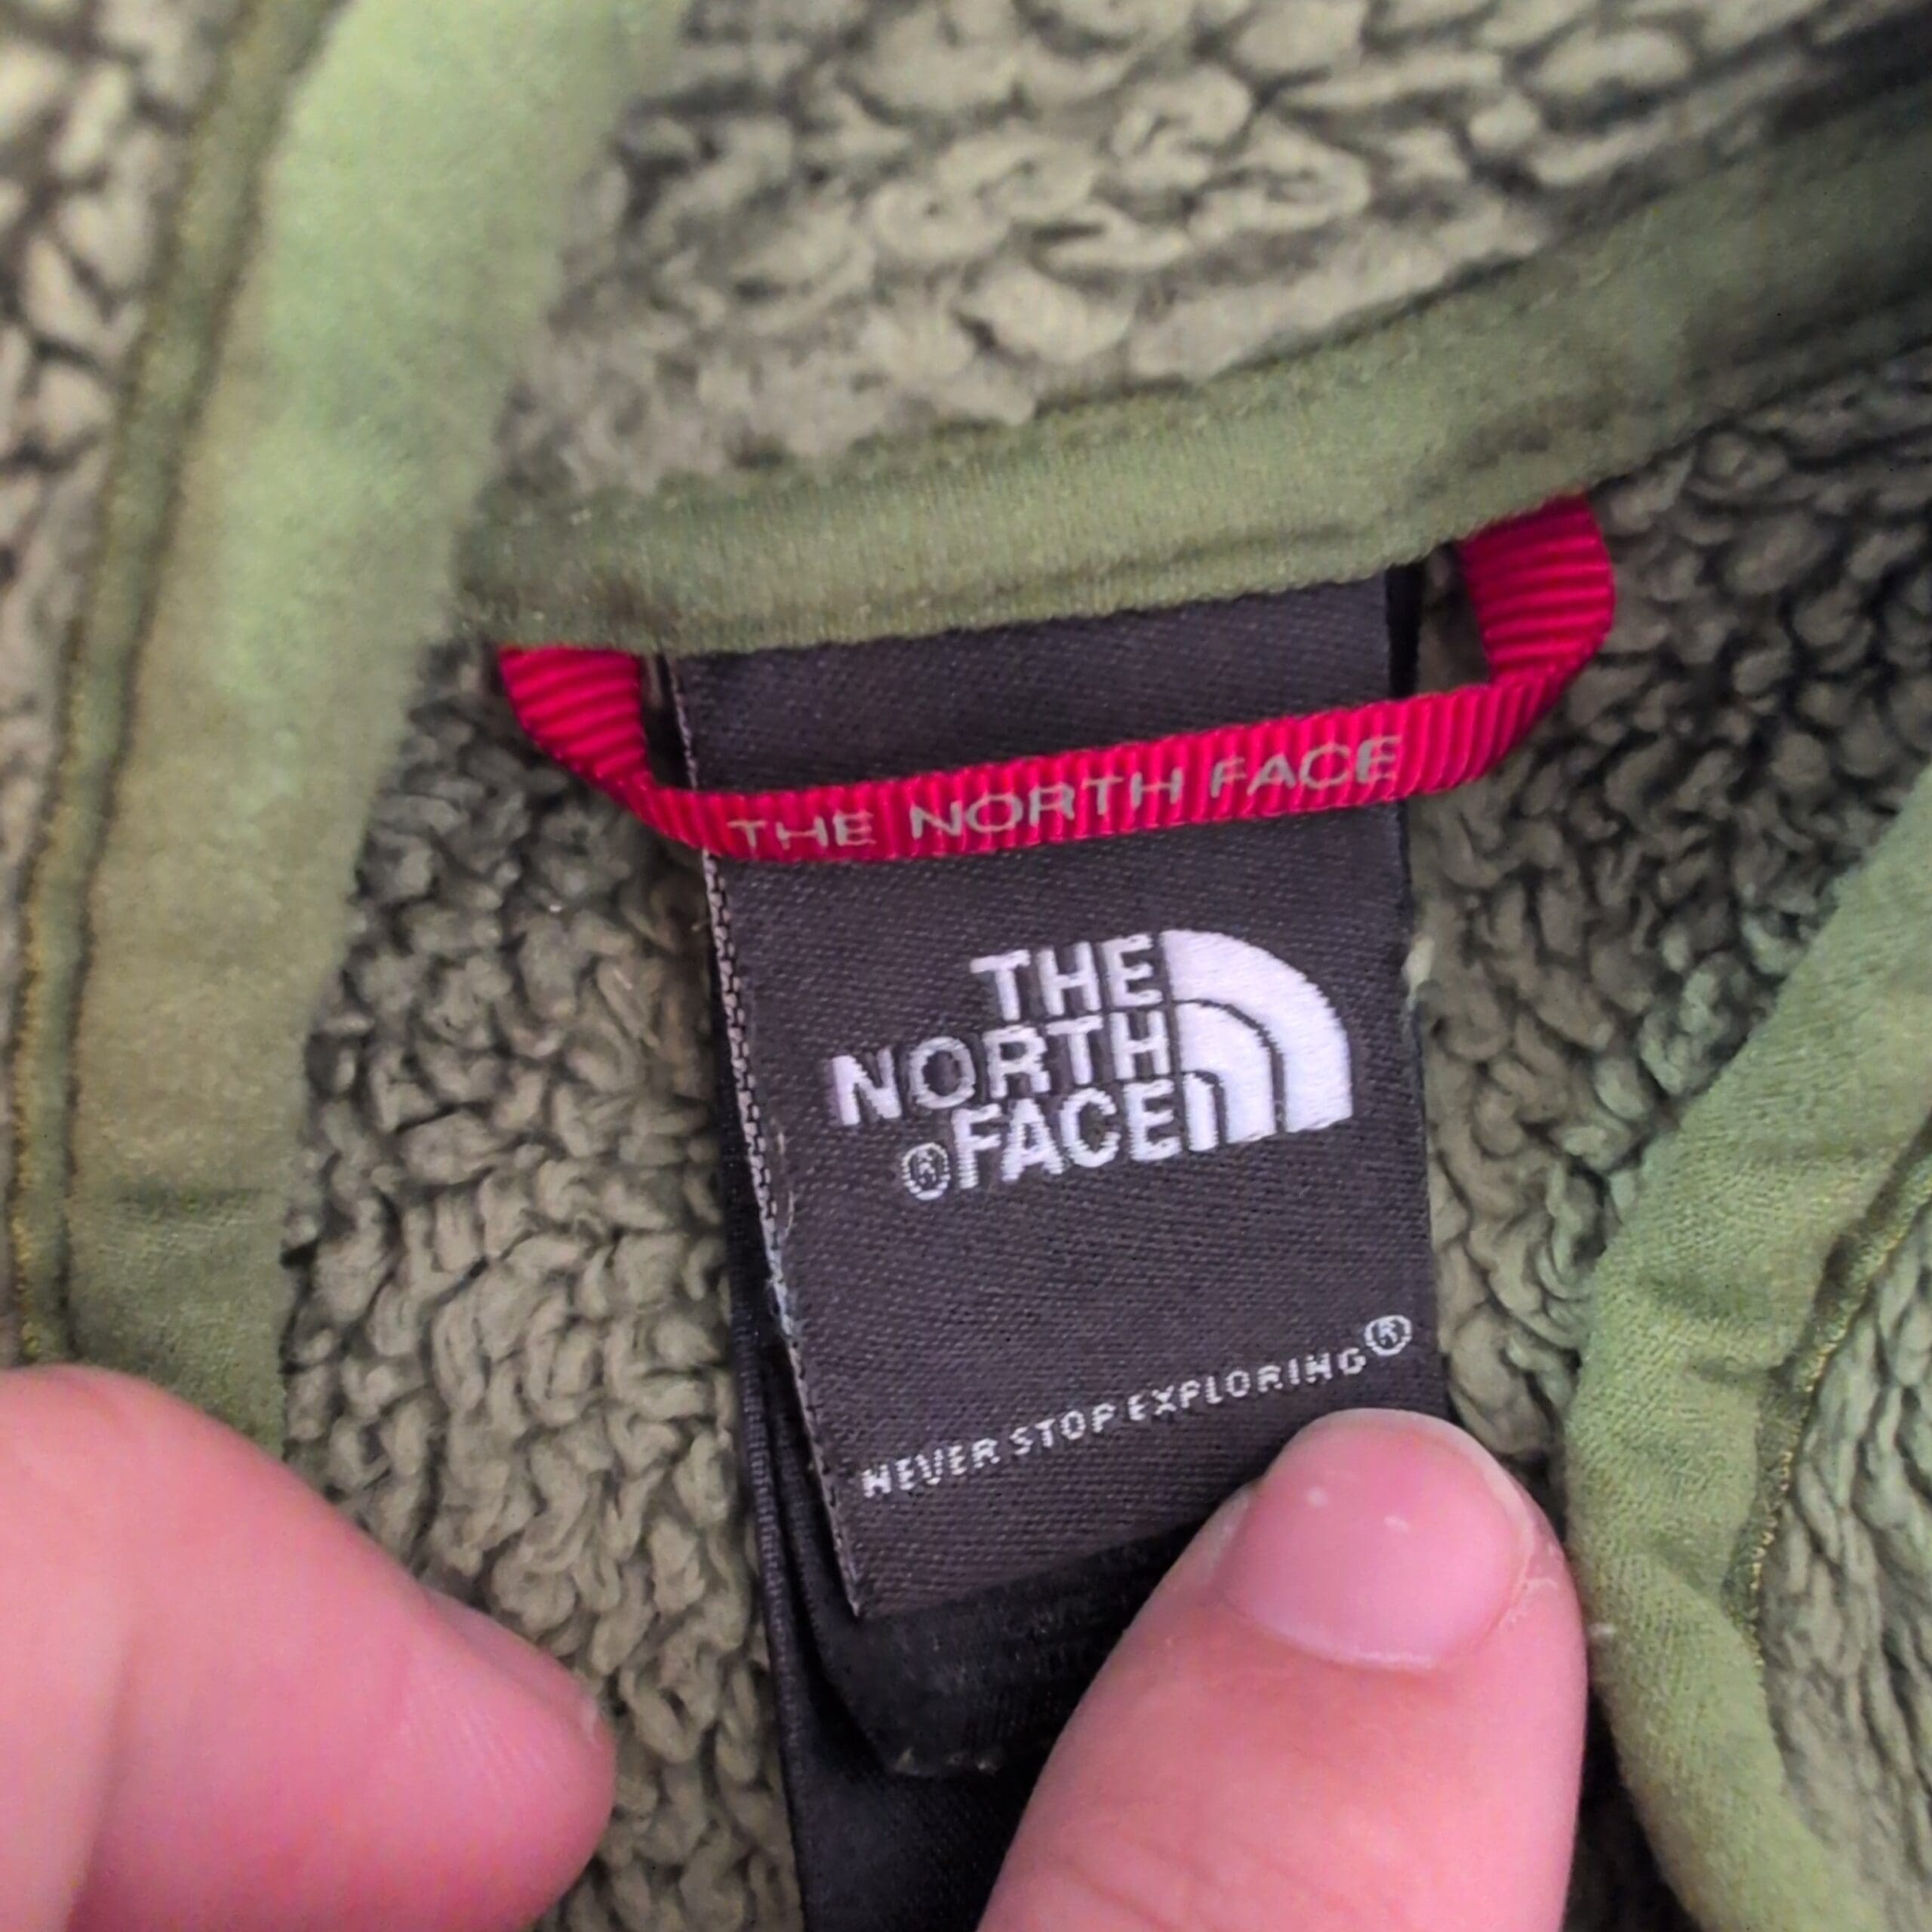 THE NORTH FACE
THE
NORTH
®FACE
NEVER STOP EXPLORING®